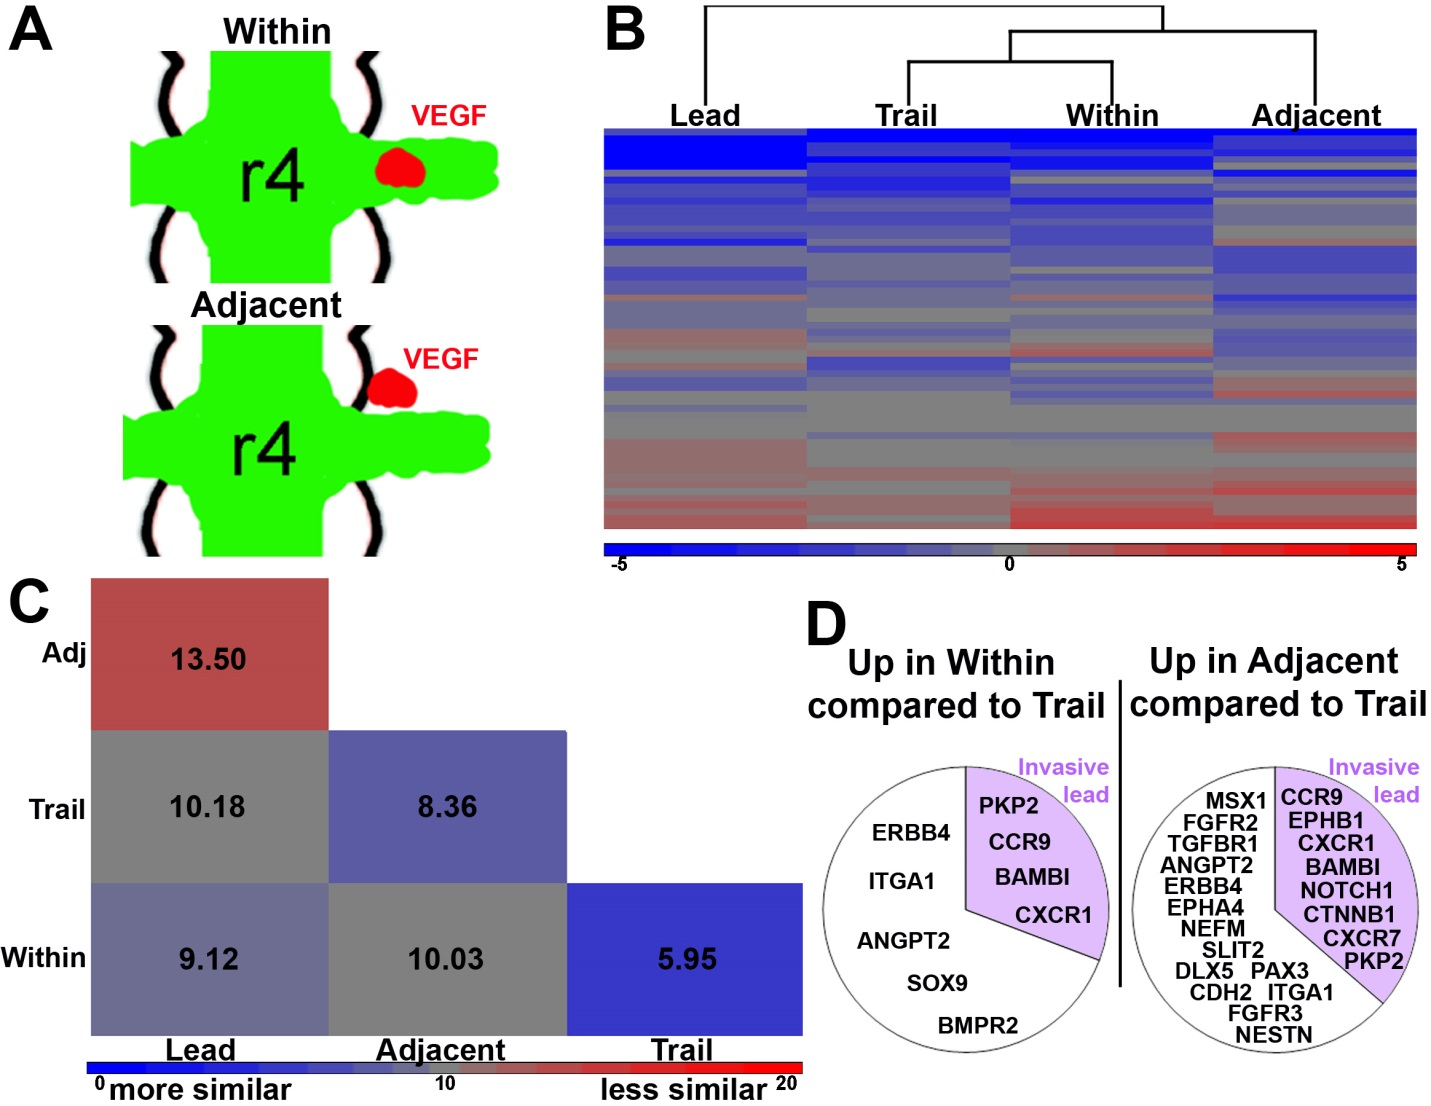 A
Within
VEGF
r4
Adjacent
VEGF
r4
B
Lead Trail Within Adjacent
-5 0 5
C
Adj 13.50
Trail 10.18 8.36
Within 9.12 10.03 5.95
Lead Adjacent Trail
0 more similar 10 less similar 20
D
Up in Within
compared to Trail
Invasive
lead
PKP2
CCR9
BAMBI
CXCR1
ERBB4
ITGA1
ANGPT2
SOX9
BMPR2
Up in Adjacent
compared to Trail
Invasive
lead
CCR9
EPHB1
CXCR1
BAMBI
NOTCH1
CTNNB1
CXCR7
PKP2
MSX1
FGFR2
TGFBR1
ANGPT2
ERBB4
EPHA4
NEFM
SLIT2
DLX5 PAX3
CDH2 ITGA1
FGFR3
NESTN